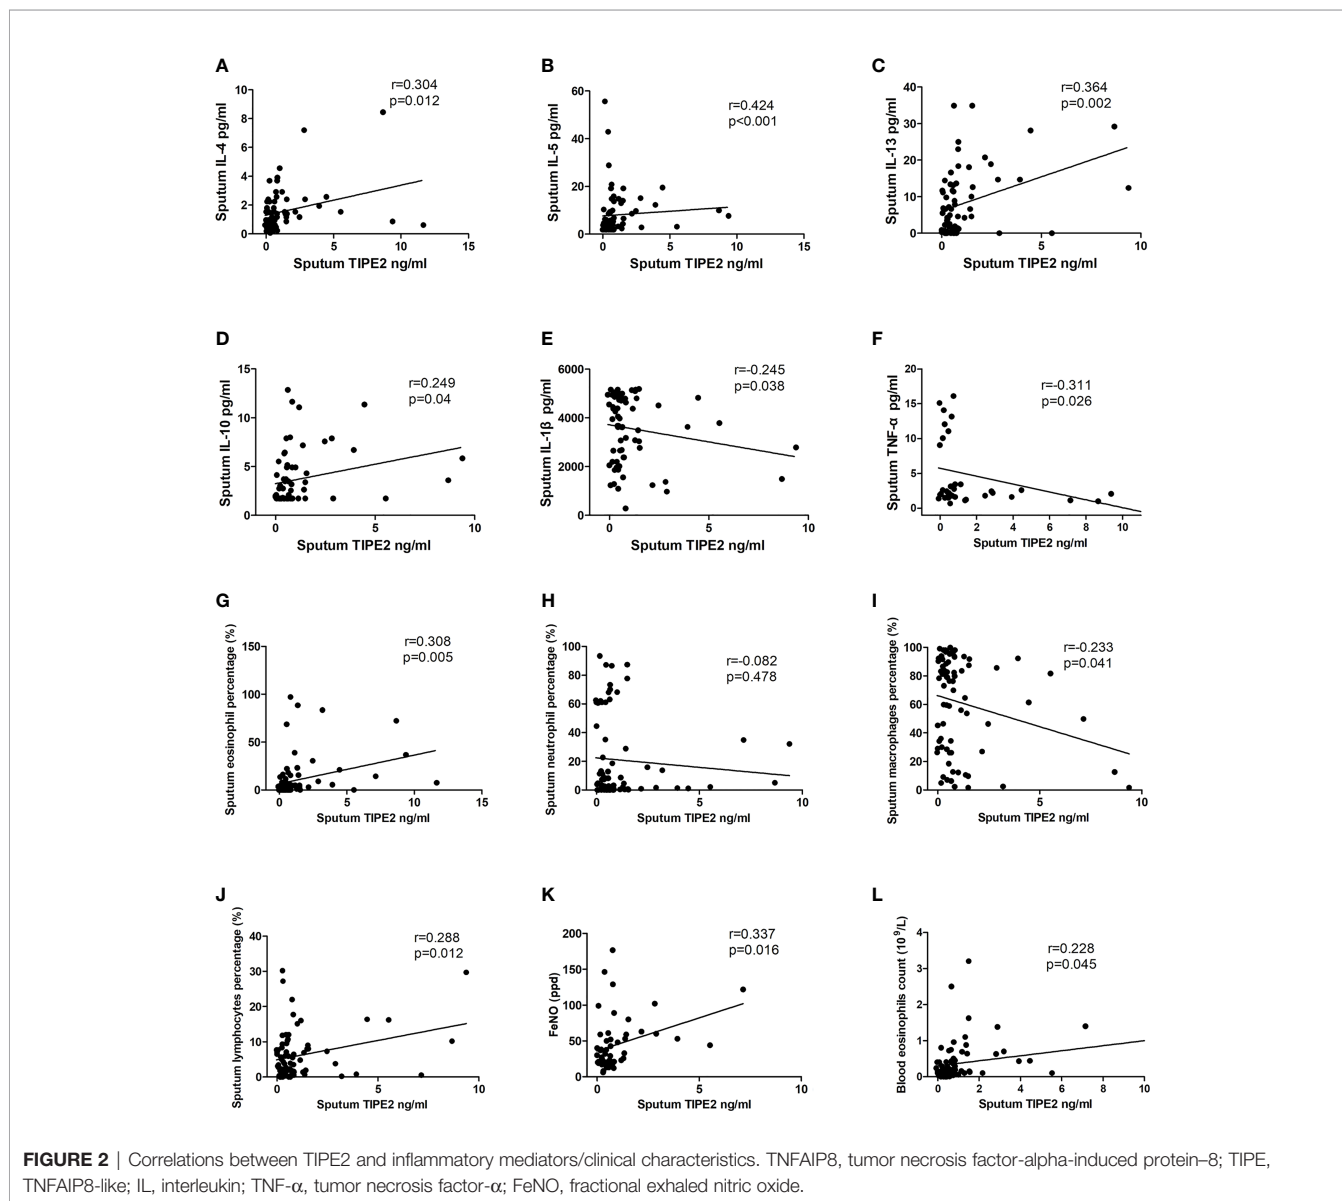 A
r=0.304
p=0.012
Sputum IL-4 pg/ml
10
8
6
4
2
0
0 5 10 15
Sputum TIPE2 ng/ml
B
r=0.424
p<0.001
Sputum IL-5 pg/ml
60
40
20
0
0 5 10 15
Sputum TIPE2 ng/ml
C
r=0.364
p=0.002
Sputum IL-13 pg/ml
40
30
20
10
0
0 5 10
Sputum TIPE2 ng/ml
D
r=0.249
p=0.04
Sputum IL-10 pg/ml
15
10
5
0
0 5 10
Sputum TIPE2 ng/ml
E
r=-0.245
p=0.038
Sputum IL-1β pg/ml
6000
4000
2000
0
0 5 10
Sputum TIPE2 ng/ml
F
r=-0.311
p=0.026
Sputum TNF-α pg/ml
20
15
10
5
0
0 2 4 6 8 10
Sputum TIPE2 ng/ml
G
r=0.308
p=0.005
Sputum eosinophil percentage (%)
150
100
50
0
0 5 10 15
Sputum TIPE2 ng/ml
H
r=-0.082
p=0.478
Sputum neutrophil percentage (%)
100
80
60
40
20
0
0 5 10
Sputum TIPE2 ng/ml
I
r=-0.233
p=0.041
Sputum macrophages percentage (%)
100
80
60
40
20
0
0 5 10
Sputum TIPE2 ng/ml
J
r=0.288
p=0.012
Sputum lymphocytes percentage (%)
40
30
20
10
0
0 5 10
Sputum TIPE2 ng/ml
K
r=0.337
p=0.016
FeNO (ppd)
200
150
100
50
0
0 5 10
Sputum TIPE2 ng/ml
L
r=0.228
p=0.045
Blood eosinophils count (10⁹/L)
4
3
2
1
0
0 2 4 6 8 10
Sputum TIPE2 ng/ml
FIGURE 2 | Correlations between TIPE2 and inflammatory mediators/clinical characteristics. TNFAIP8, tumor necrosis factor-alpha-induced protein–8; TIPE,
TNFAIP8-like; IL, interleukin; TNF-α, tumor necrosis factor-α; FeNO, fractional exhaled nitric oxide.